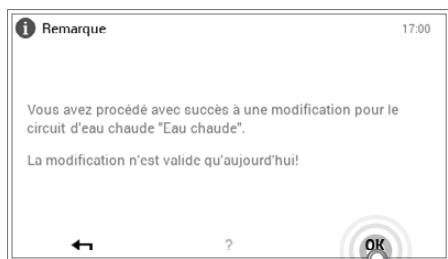 i Remarque 17:00
Vous avez procédé avec succès à une modification pour le
circuit d'eau chaude "Eau chaude".
La modification n'est valide qu'aujourd'hui!
? OK